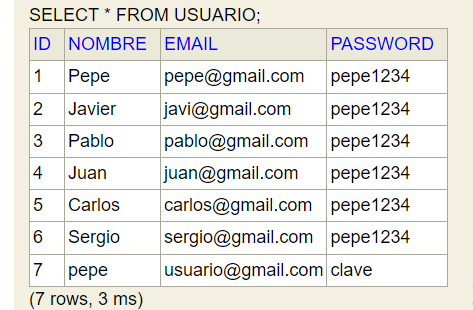 SELECT * FROM USUARIO;
ID NOMBRE EMAIL PASSWORD
1 Pepe pepe@gmail.com pepe1234
2 Javier javi@gmail.com pepe1234
3 Pablo pablo@gmail.com pepe1234
4 Juan juan@gmail.com pepe1234
5 Carlos carlos@gmail.com pepe1234
6 Sergio sergio@gmail.com pepe1234
7 pepe usuario@gmail.com clave
(7 rows, 3 ms)